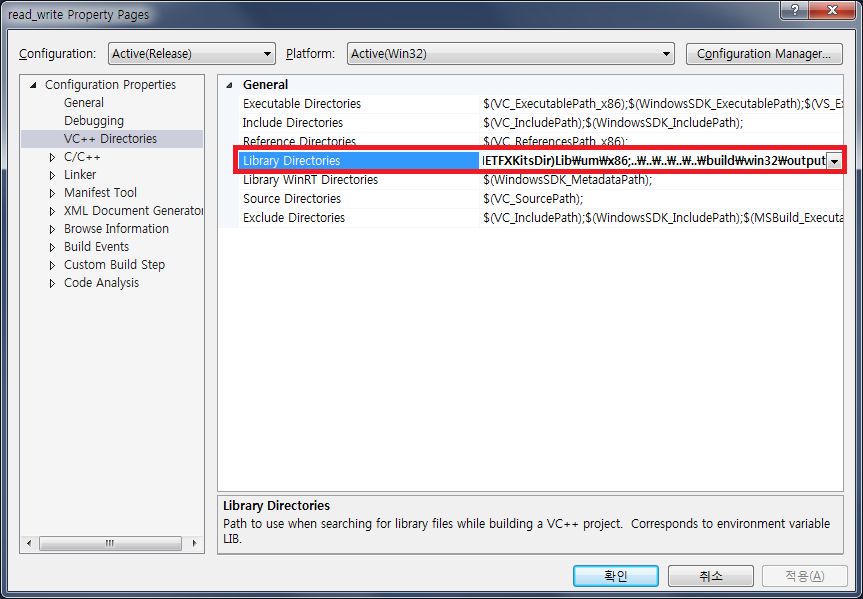 read_write Property Pages
?
Configuration: Active(Release) Platform: Active(Win32) Configuration Manager...
Configuration Properties
General
Debugging
VC++ Directories
C/C++
Linker
Manifest Tool
XML Document Generator
Browse Information
Build Events
Custom Build Step
Code Analysis
General
Executable Directories $(VC_ExecutablePath_x86);$(WindowsSDK_ExecutablePath);$(VS_Ex
Include Directories $(VC_IncludePath);$(WindowsSDK_IncludePath);
Reference Directories $(VC_ReferencesPath_x86);
Library Directories ETFXKitsDir)Lib₩um₩x86;..₩..₩..₩..₩..₩build₩win32₩output
Library WinRT Directories $(WindowsSDK_MetadataPath);
Source Directories $(VC_SourcePath);
Exclude Directories $(VC_IncludePath);$(WindowsSDK_IncludePath);$(MSBuild_Executa
Library Directories
Path to use when searching for library files while building a VC++ project.  Corresponds to environment variable
LIB.
확인 취소 적용(A)